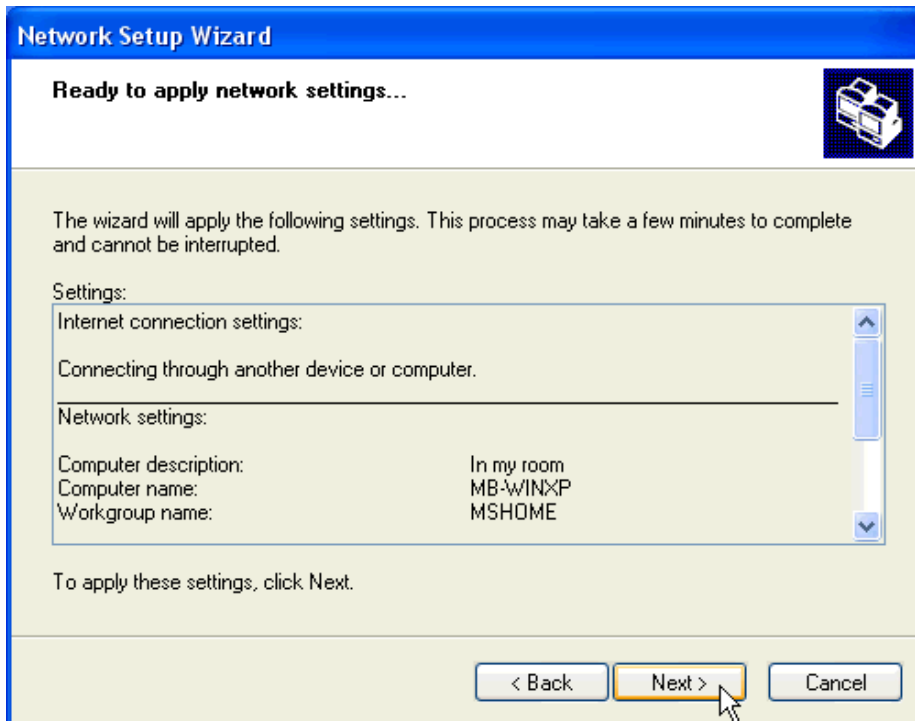 Network Setup Wizard
Ready to apply network settings...
The wizard will apply the following settings. This process may take a few minutes to complete
and cannot be interrupted.
Settings:
Internet connection settings:
Connecting through another device or computer.
Network settings:
Computer description: In my room
Computer name: MB-WINXP
Workgroup name: MSHOME
To apply these settings, click Next.
< Back Next > Cancel